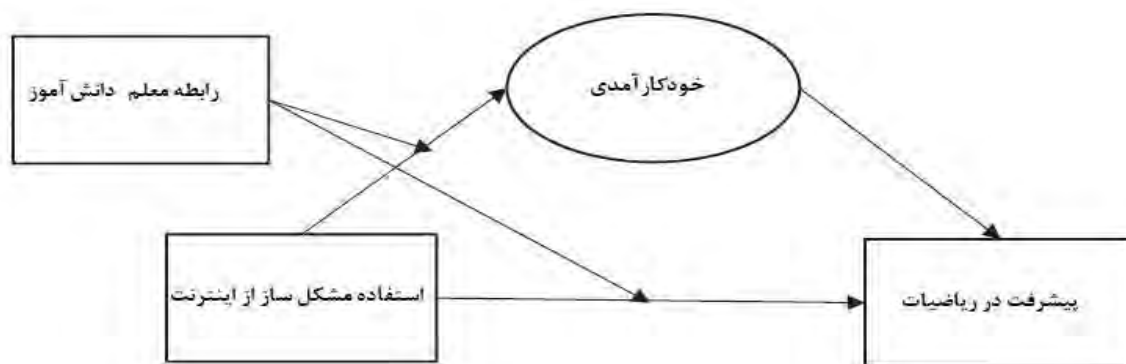 رابطه معلم دانش آموز
خودکارآمدی
استفاده مشکل ساز از اینترنت
پیشرفت در ریاضیات